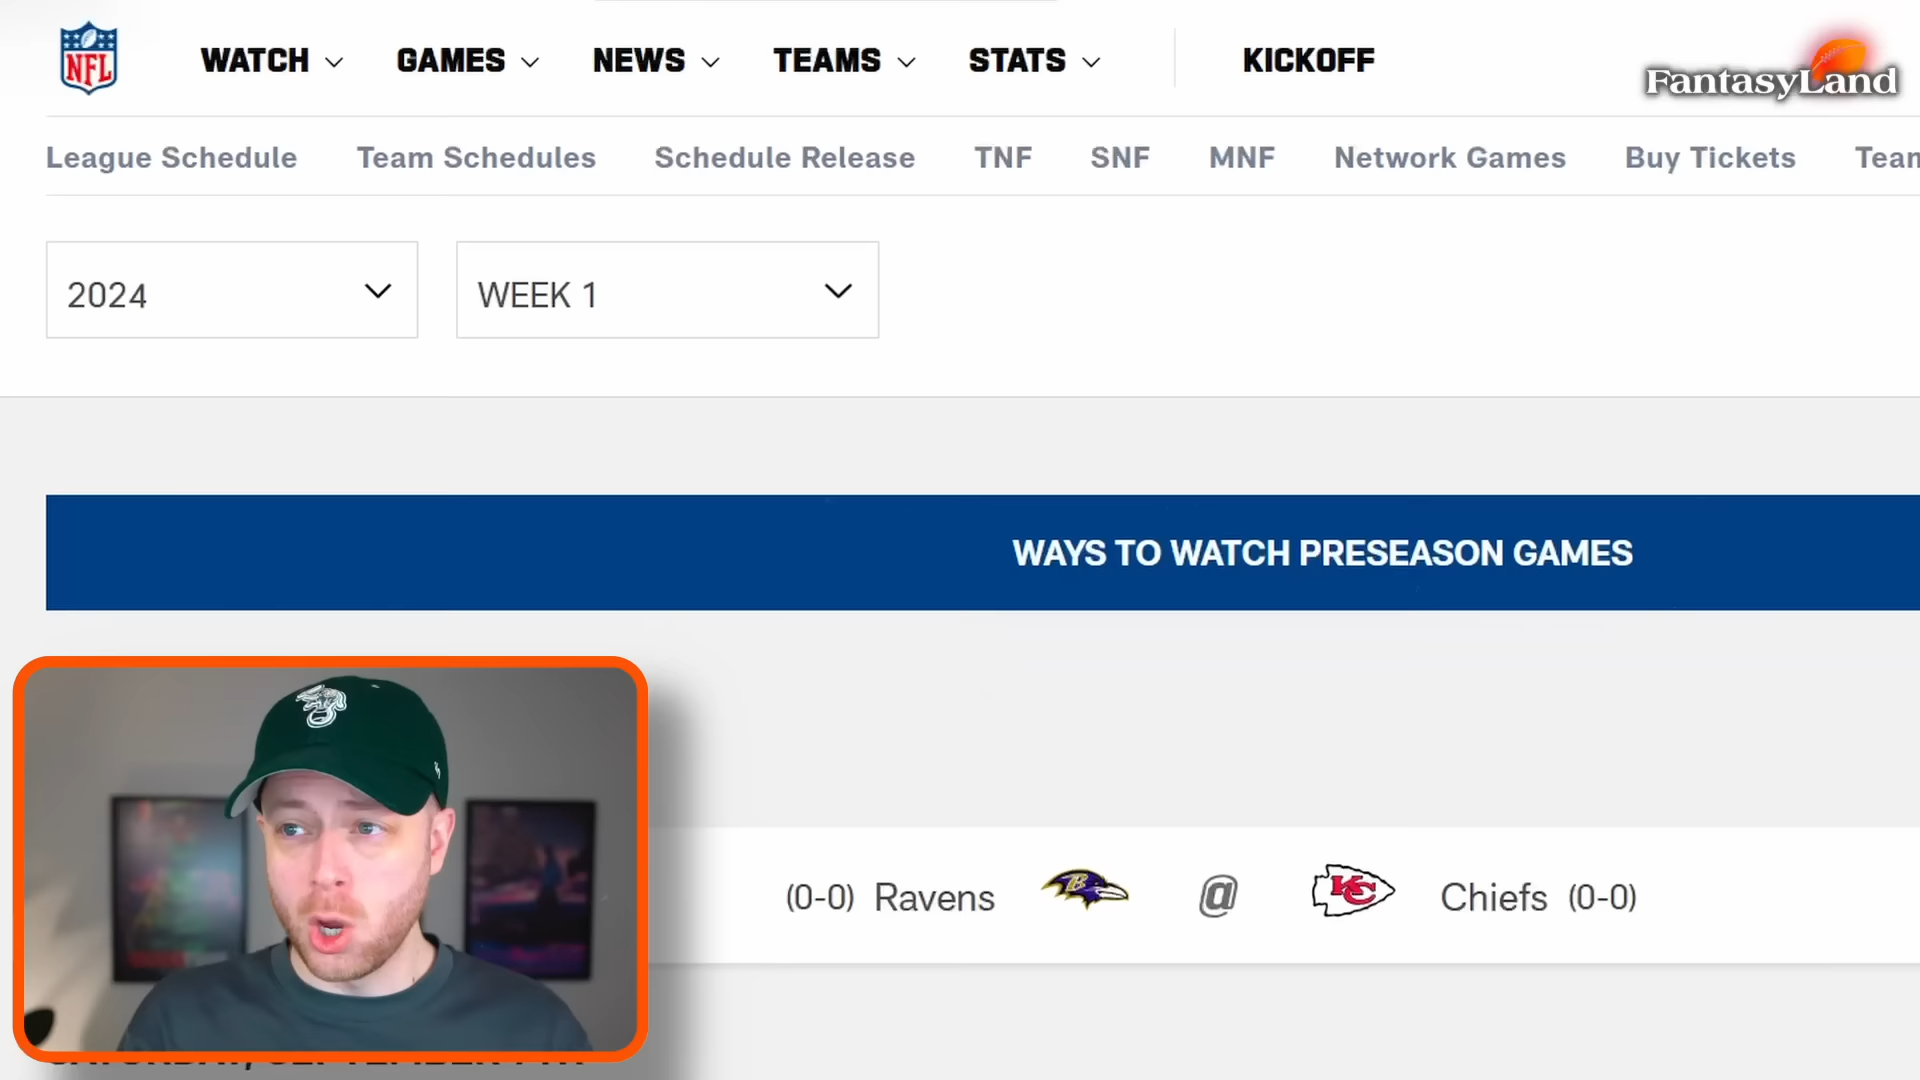 NFL
WATCH GAMES NEWS TEAMS STATS KICKOFF
FantasyLand
League Schedule Team Schedules Schedule Release TNF SNF MNF Network Games Buy Tickets
2024 WEEK 1
WAYS TO WATCH PRESEASON GAMES
(0-0) Ravens B @ KC Chiefs (0-0)